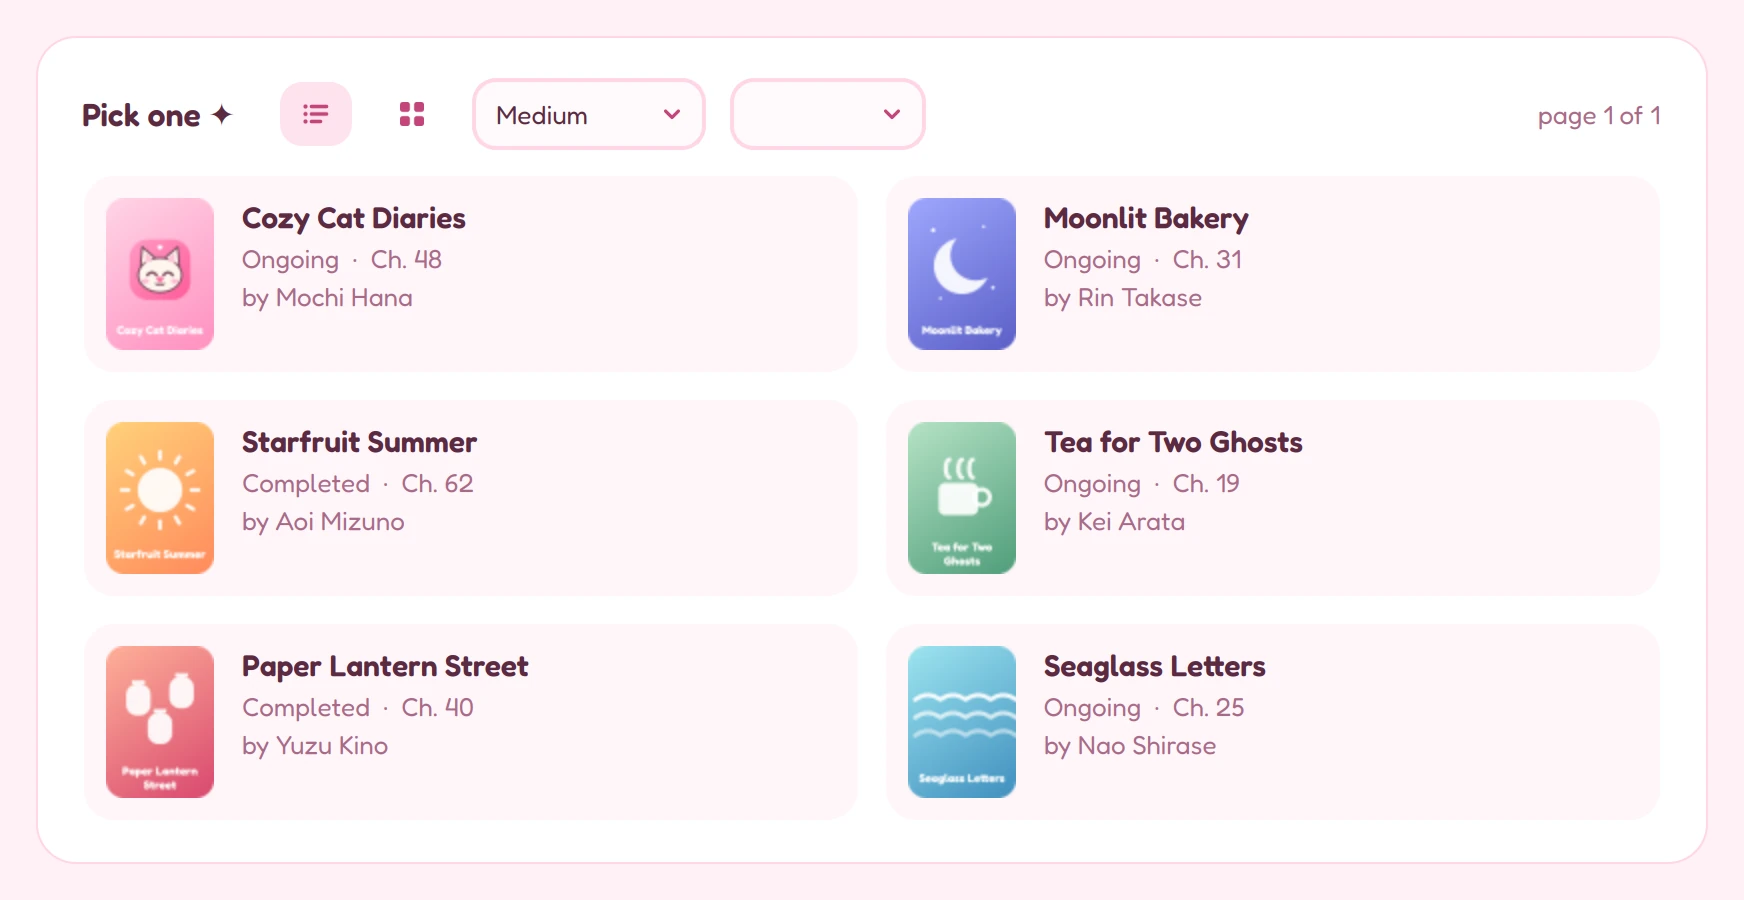 Pick one ✦
Medium
page 1 of 1
Cozy Cat Diaries
Ongoing · Ch. 48
by Mochi Hana
Cozy Cat Diaries
Moonlit Bakery
Ongoing · Ch. 31
by Rin Takase
Moonlit Bakery
Starfruit Summer
Completed · Ch. 62
by Aoi Mizuno
Starfruit Summer
Tea for Two Ghosts
Ongoing · Ch. 19
by Kei Arata
Tea for Two
Ghosts
Paper Lantern Street
Completed · Ch. 40
by Yuzu Kino
Paper Lantern
Street
Seaglass Letters
Ongoing · Ch. 25
by Nao Shirase
Seaglass Letters